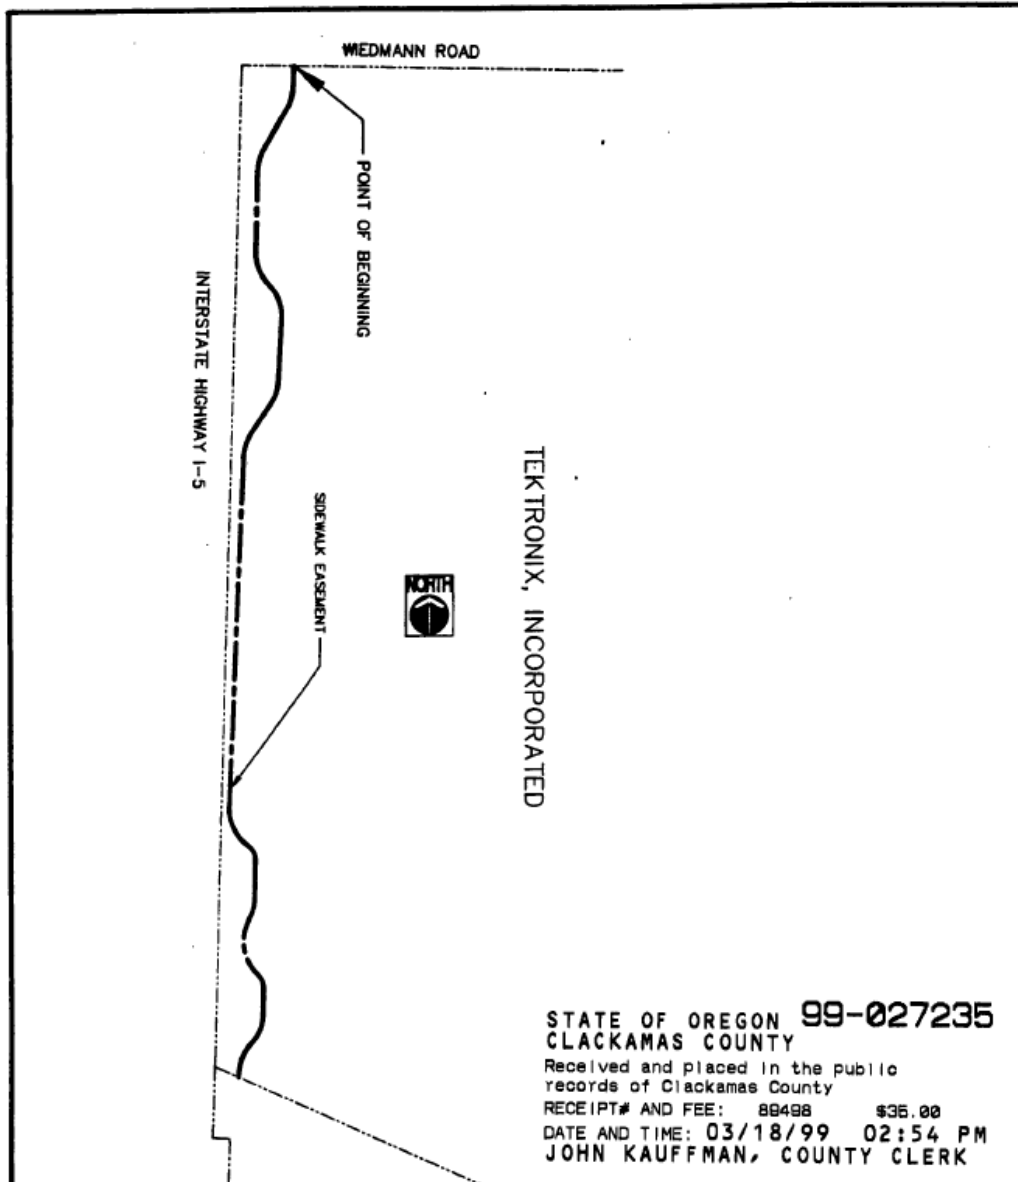 WIEDMANN ROAD
POINT OF BEGINNING
INTERSTATE HIGHWAY I-5
SIDEWALK EASEMENT
NORTH
TEKTRONIX, INCORPORATED
STATE OF OREGON 99-027235
CLACKAMAS COUNTY
Received and placed in the public
records of Clackamas County
RECEIPT# AND FEE: 89498 $35.00
DATE AND TIME: 03/18/99 02:54 PM
JOHN KAUFFMAN, COUNTY CLERK